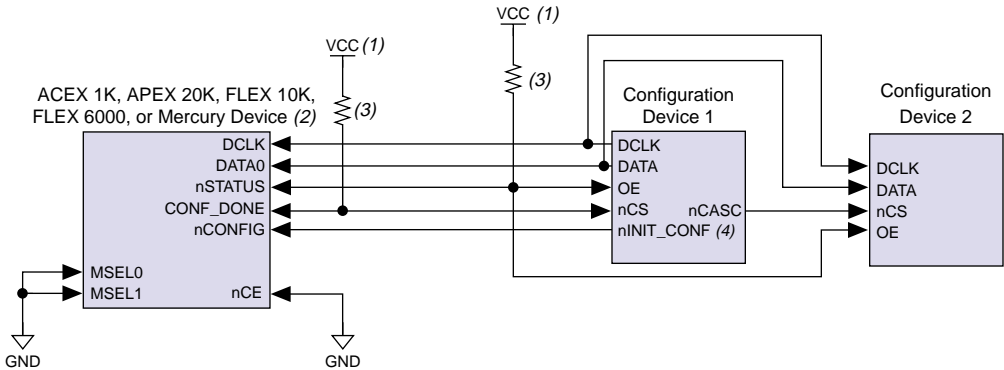 VCC (1)
VCC (1)
(3)
(3)
ACEX 1K, APEX 20K, FLEX 10K,
FLEX 6000, or Mercury Device (2)
DCLK
DATA0
nSTATUS
CONF_DONE
nCONFIG
MSEL0
MSEL1
nCE
GND
GND
Configuration
Device 1
DCLK
DATA
OE
nCS
nCASC
nINIT_CONF (4)
Configuration
Device 2
DCLK
DATA
nCS
OE